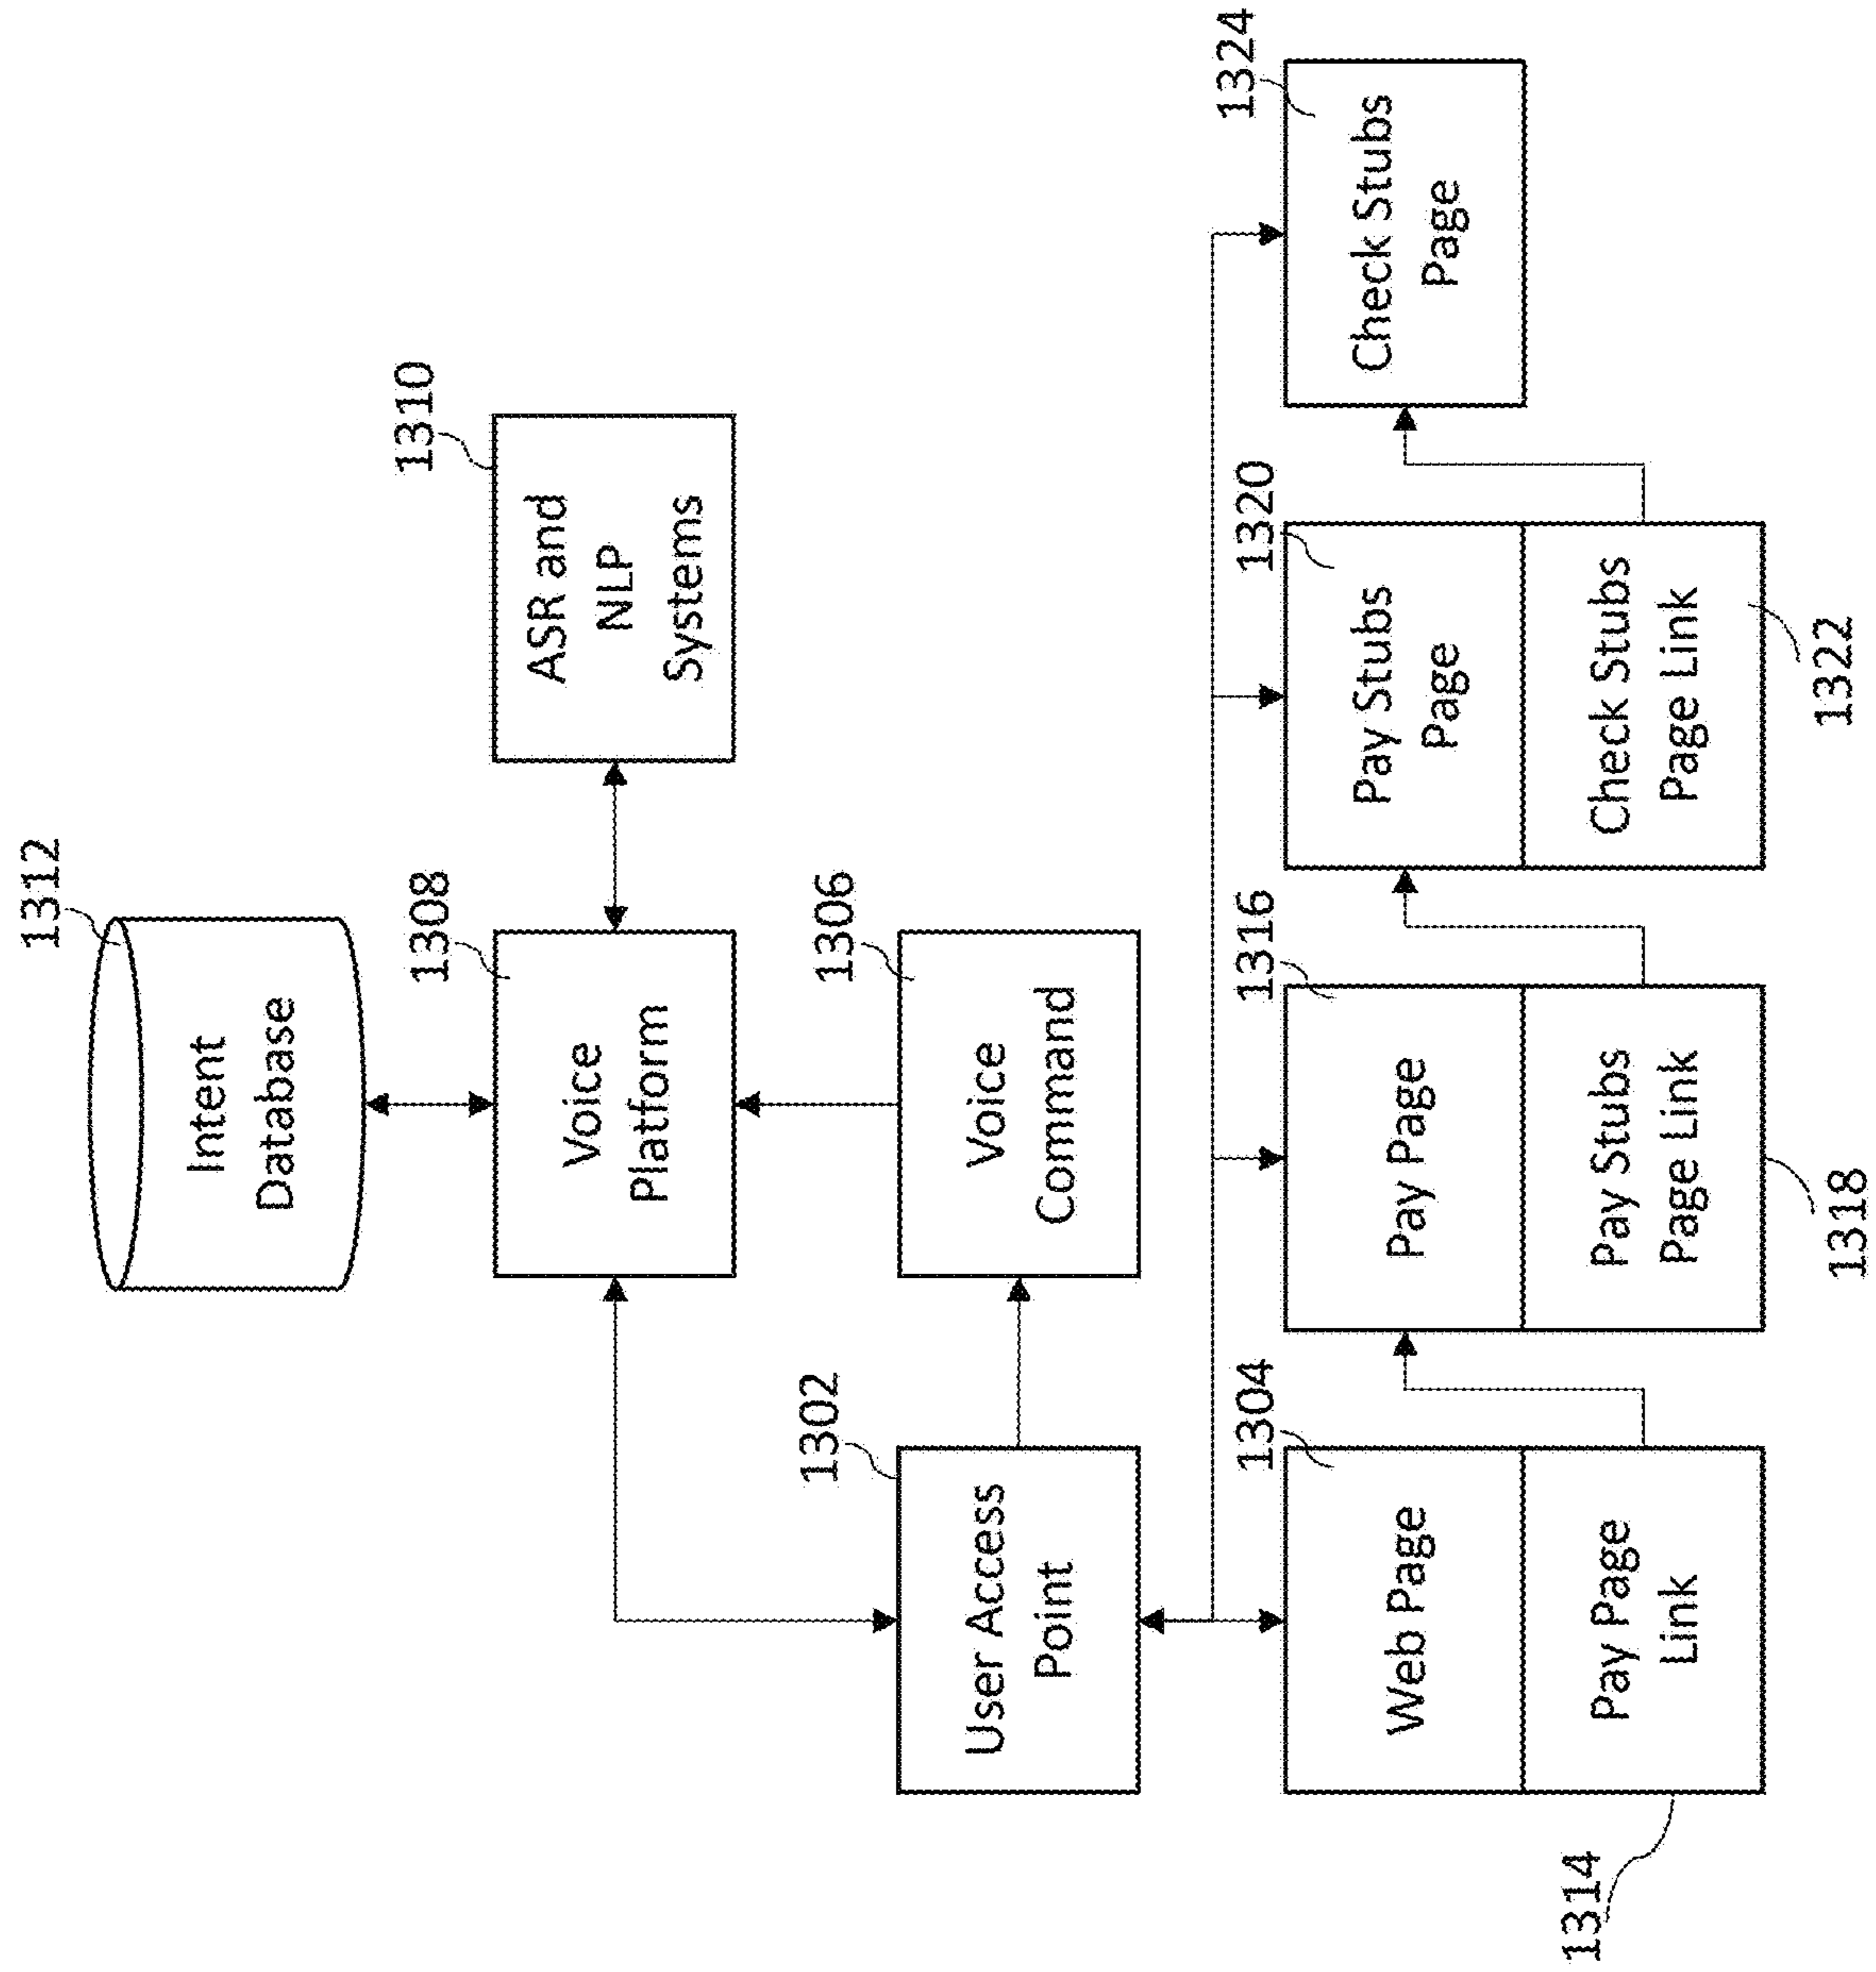 1312
Intent
Database
1308
Voice
Platform
1310
ASR and
NLP
Systems
1302
User Access
Point
1306
Voice
Command
1304
Web Page
Pay Page
Link
1314
1316
Pay Page
Pay Stubs
Page Link
1318
1320
Pay Stubs
Page
Check Stubs
Page Link
1322
1324
Check Stubs
Page